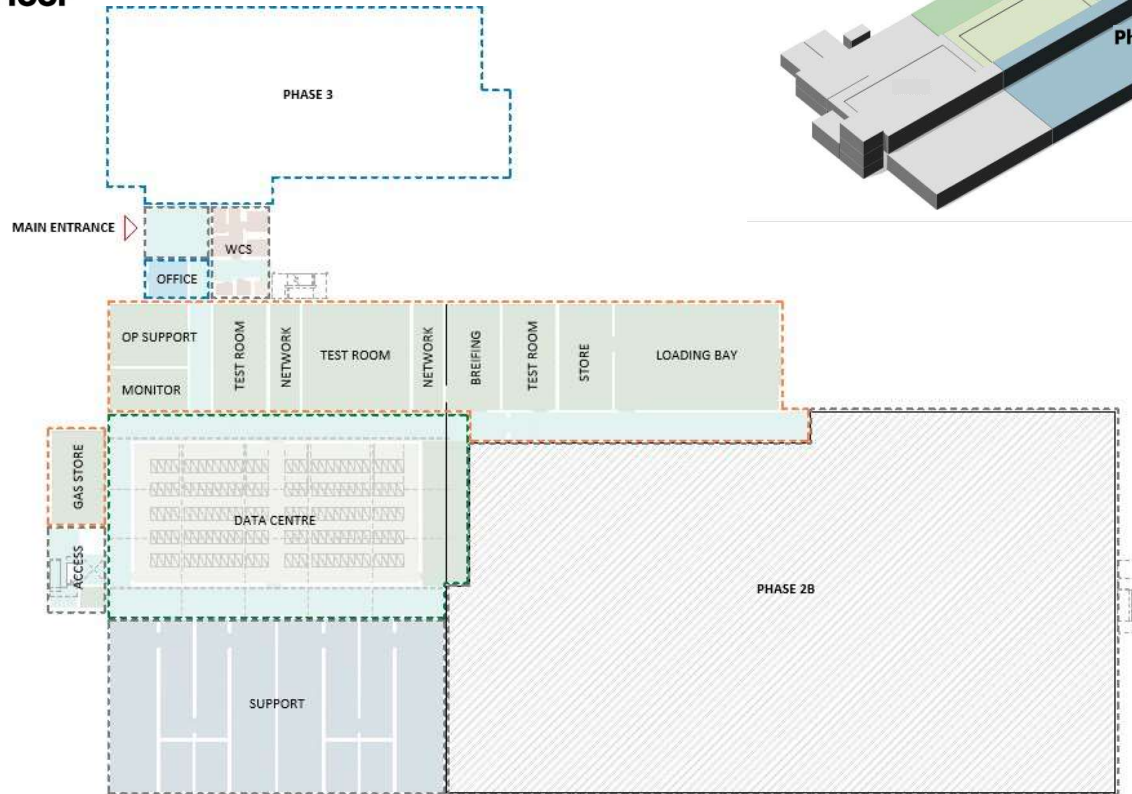 PHASE 3
MAIN ENTRANCE
WCS
OFFICE
OP SUPPORT
MONITOR
TEST ROOM
NETWORK
TEST ROOM
NETWORK
BREIFING
TEST ROOM
STORE
LOADING BAY
GAS STORE
ACCESS
DATA CENTRE
PHASE 2B
SUPPORT